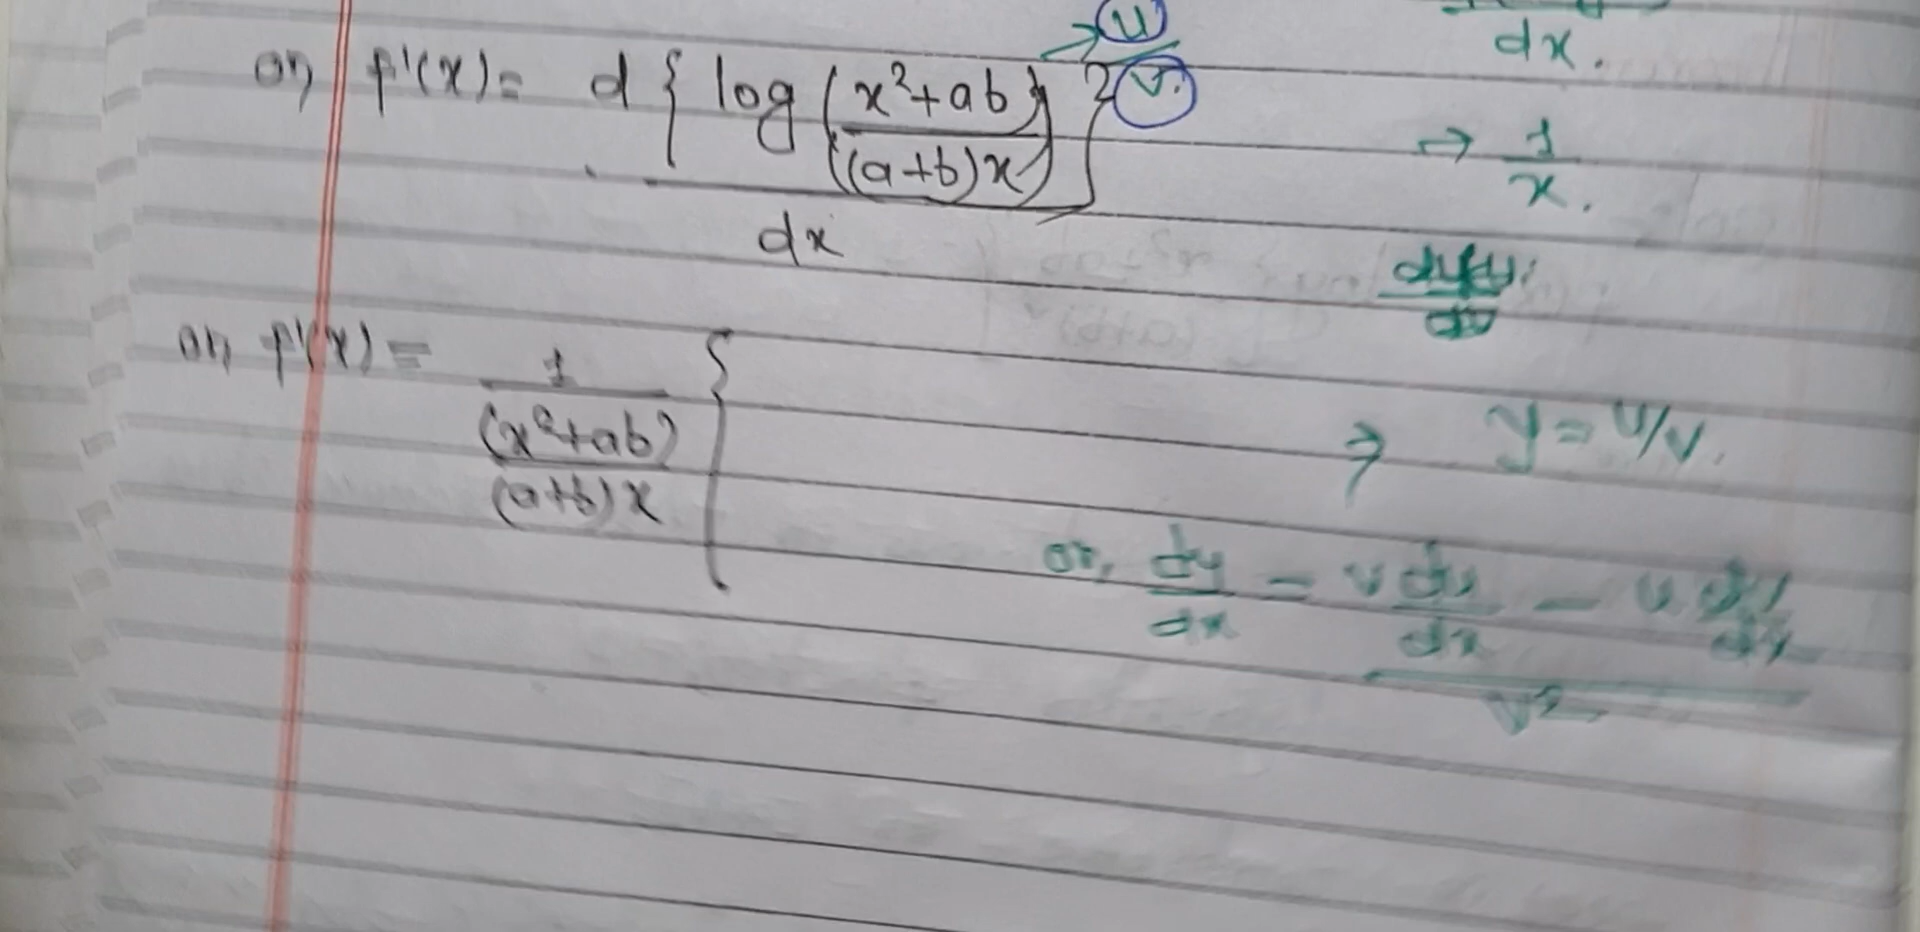 u
dx.
or, f'(x) = d { log ( x²+ab / ((a+b)x) ) } v.
dx
→ 1/x.
or, f'(x) = 1 / ( (x²+ab) / (a+b)x ) {
⇒ y = u/v.
or, dy/dx = v du/dx - u dv/dx
v²